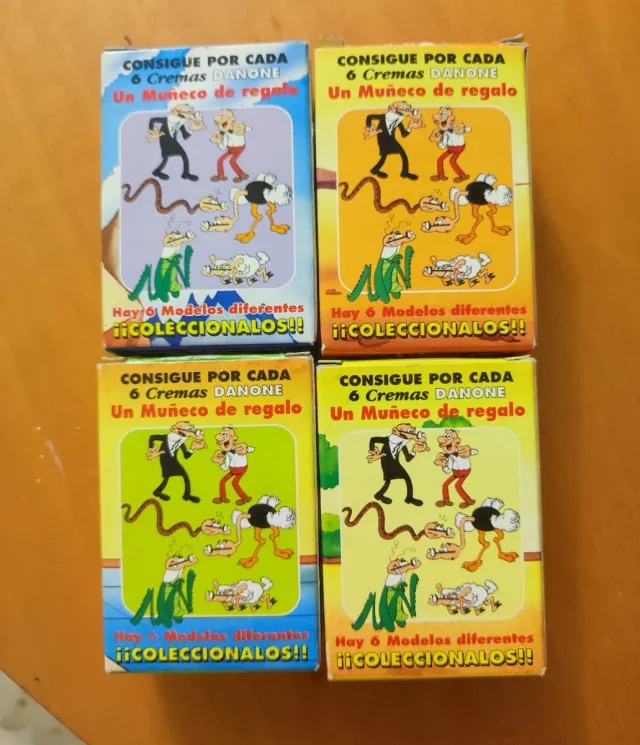 CONSIGUE POR CADA
6 Cremas DANONE
Un Muñeco de regalo
Hay 6 Modelos diferentes
¡¡COLECCIONALOS!!
CONSIGUE POR CADA
6 Cremas DANONE
Un Muñeco de regalo
Hay 6 Modelos diferentes
¡¡COLECCIONALOS!!
CONSIGUE POR CADA
6 Cremas DANONE
Un Muñeco de regalo
Hay 6 Modelos diferentes
¡¡COLECCIONALOS!!
CONSIGUE POR CADA
6 Cremas DANONE
Un Muñeco de regalo
Hay 6 Modelos diferentes
¡¡COLECCIONALOS!!